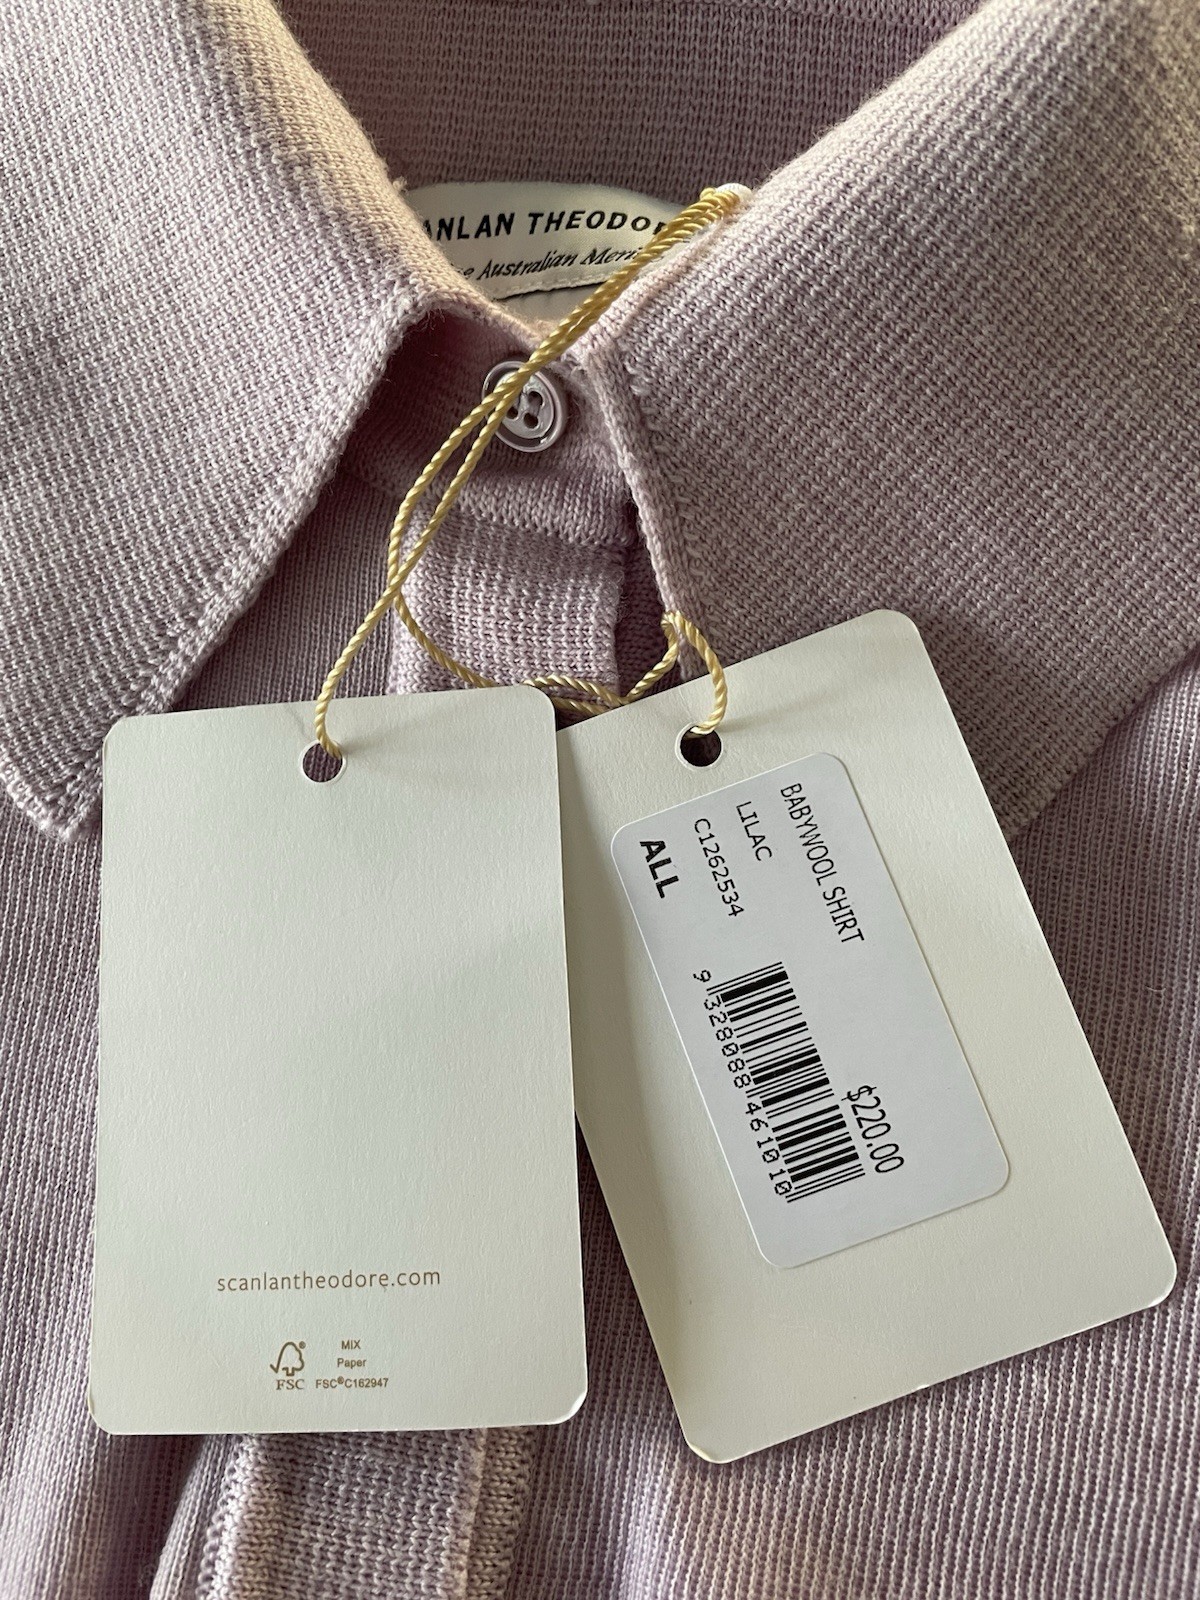 ANLAN THEODO
Australian
BABYWOOL SHIRT
LILAC
C1262534
ALL
$220.00
9 328088 461010
scanlantheodore.com
MIX
Paper
FSC® C162947
FSC